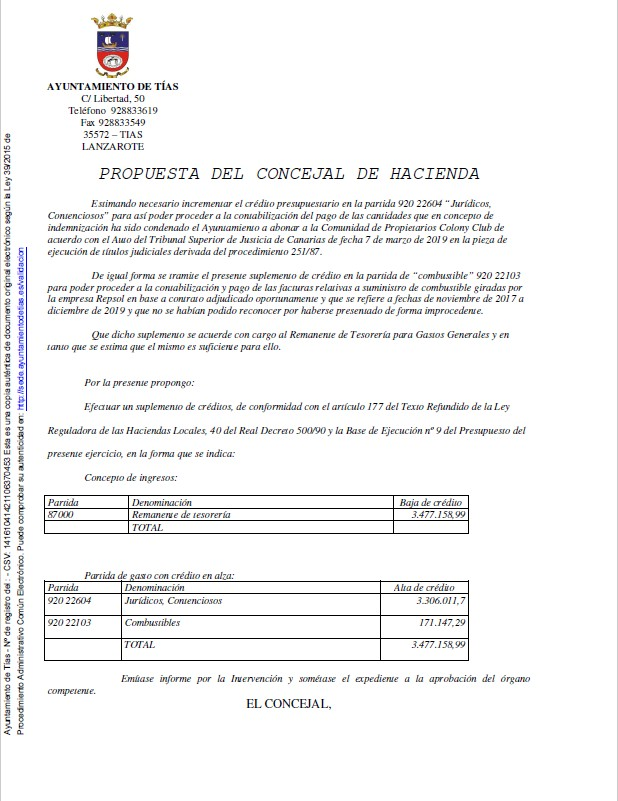 AYUNTAMIENTO DE TÍAS
C/ Libertad, 50
Teléfono 928833619
Fax 928833549
35572 – TIAS
LANZAROTE
PROPUESTA DEL CONCEJAL DE HACIENDA
Estimando necesario incrementar el crédito presupuestario en la partida 920 22604 “Jurídicos,
Contenciosos” para así poder proceder a la contabilización del pago de las cantidades que en concepto de
indemnización ha sido condenado el Ayuntamiento a abonar a la Comunidad de Propietarios Colony Club de
acuerdo con el Auto del Tribunal Superior de Justicia de Canarias de fecha 7 de marzo de 2019 en la pieza de
ejecución de títulos judiciales derivada del procedimiento 251/87.
De igual forma se tramite el presente suplemento de crédito en la partida de “combustible” 920 22103
para poder proceder a la contabilización y pago de las facturas relativas a suministro de combustible giradas por
la empresa Repsol en base a contrato adjudicado oportunamente y que se refiere a fechas de noviembre de 2017 a
diciembre de 2019 y que no se habían podido reconocer por haberse presentado de forma improcedente.
Que dicho suplemento se acuerde con cargo al Remanente de Tesorería para Gastos Generales y en
tanto que se estima que el mismo es suficiente para ello.
Por la presente propongo:
Efectuar un suplemento de créditos, de conformidad con el artículo 177 del Texto Refundido de la Ley
Reguladora de las Haciendas Locales, 40 del Real Decreto 500/90 y la Base de Ejecución nº 9 del Presupuesto del
presente ejercicio, en la forma que se indica:
Concepto de ingresos:
Partida Denominación Baja de crédito
87000 Remanente de tesorería 3.477.158,99
TOTAL
Partida de gasto con crédito en alza:
Partida Denominación Alta de crédito
920 22604 Jurídicos, Contenciosos 3.306.011,7
920 22103 Combustibles 171.147,29
TOTAL 3.477.158,99
Emítase informe por la Intervención y sométase el expediente a la aprobación del órgano
competente.
EL CONCEJAL,
Ayuntamiento de Tías - Nº de registro del : - CSV: 14161041421106370453 Esta es una copia auténtica de documento original electrónico según la Ley 39/2015 de
Procedimiento Administrativo Común Electrónico. Puede comprobar su autenticidad en: http://sede.ayuntamientodetias.es/validacion